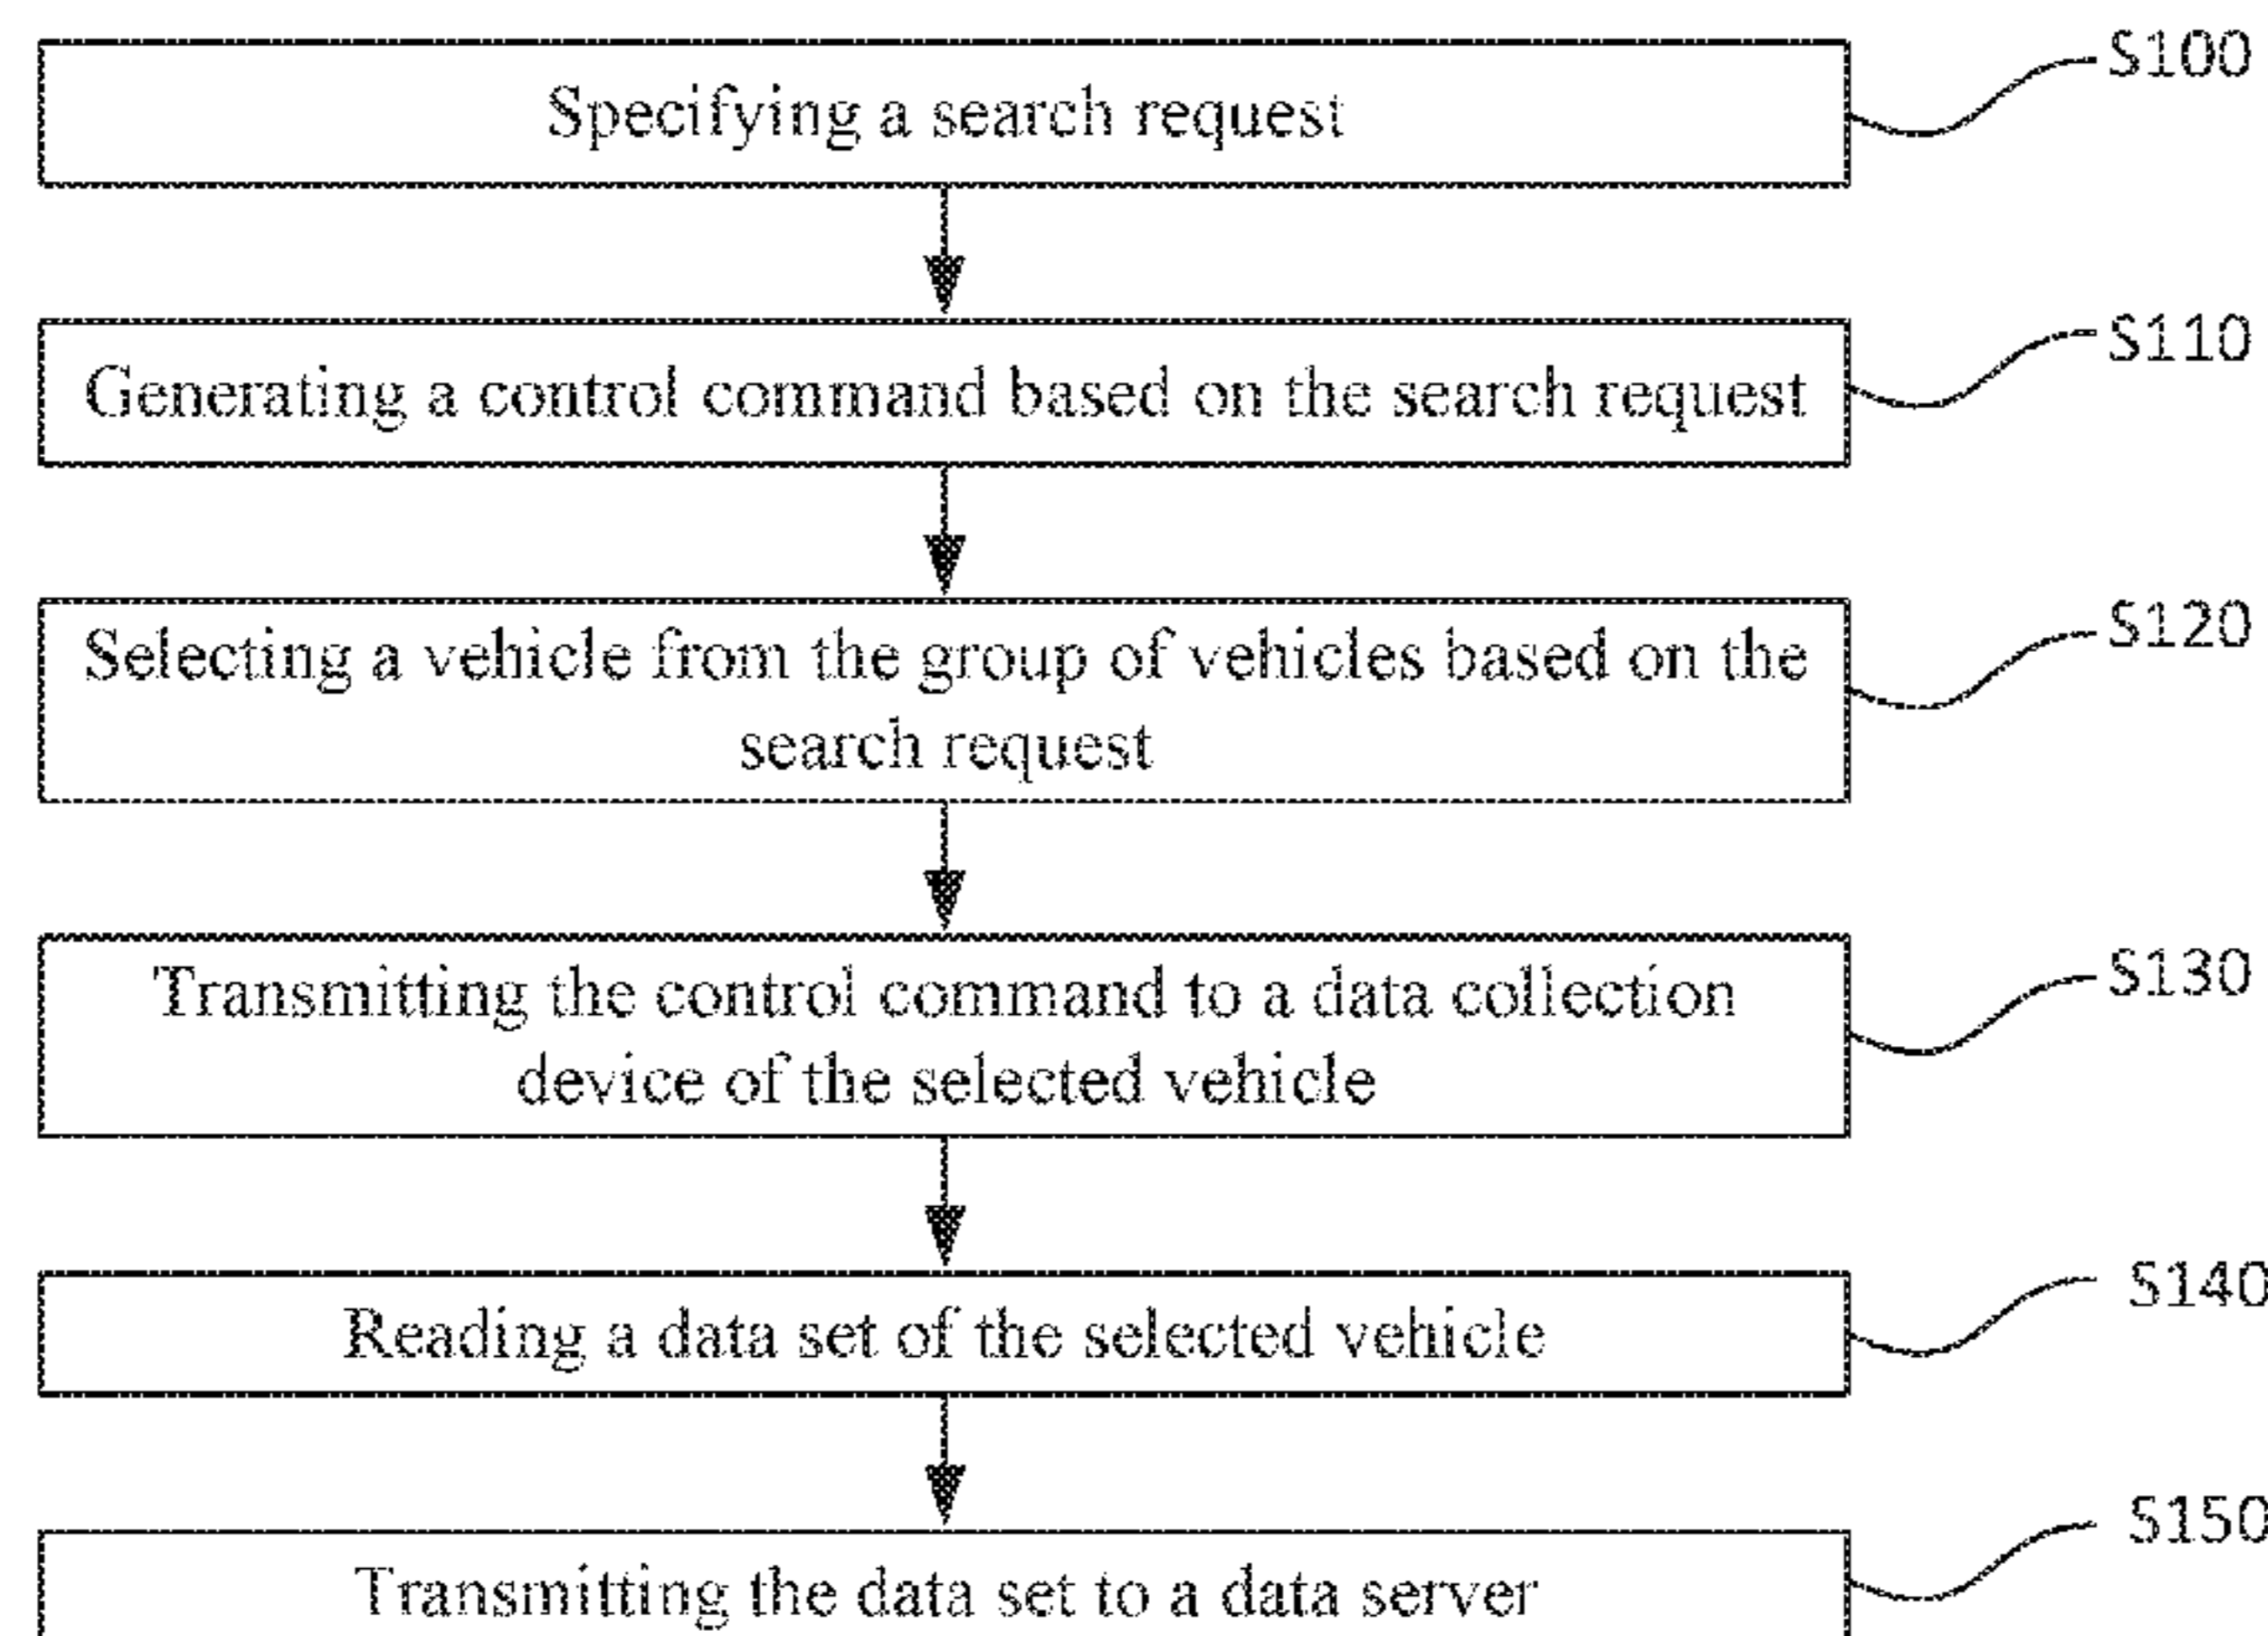 Specifying a search request
S100
Generating a control command based on the search request
S110
Selecting a vehicle from the group of vehicles based on the
search request
S120
Transmitting the control command to a data collection
device of the selected vehicle
S130
Reading a data set of the selected vehicle
S140
Transmitting the data set to a data server
S150